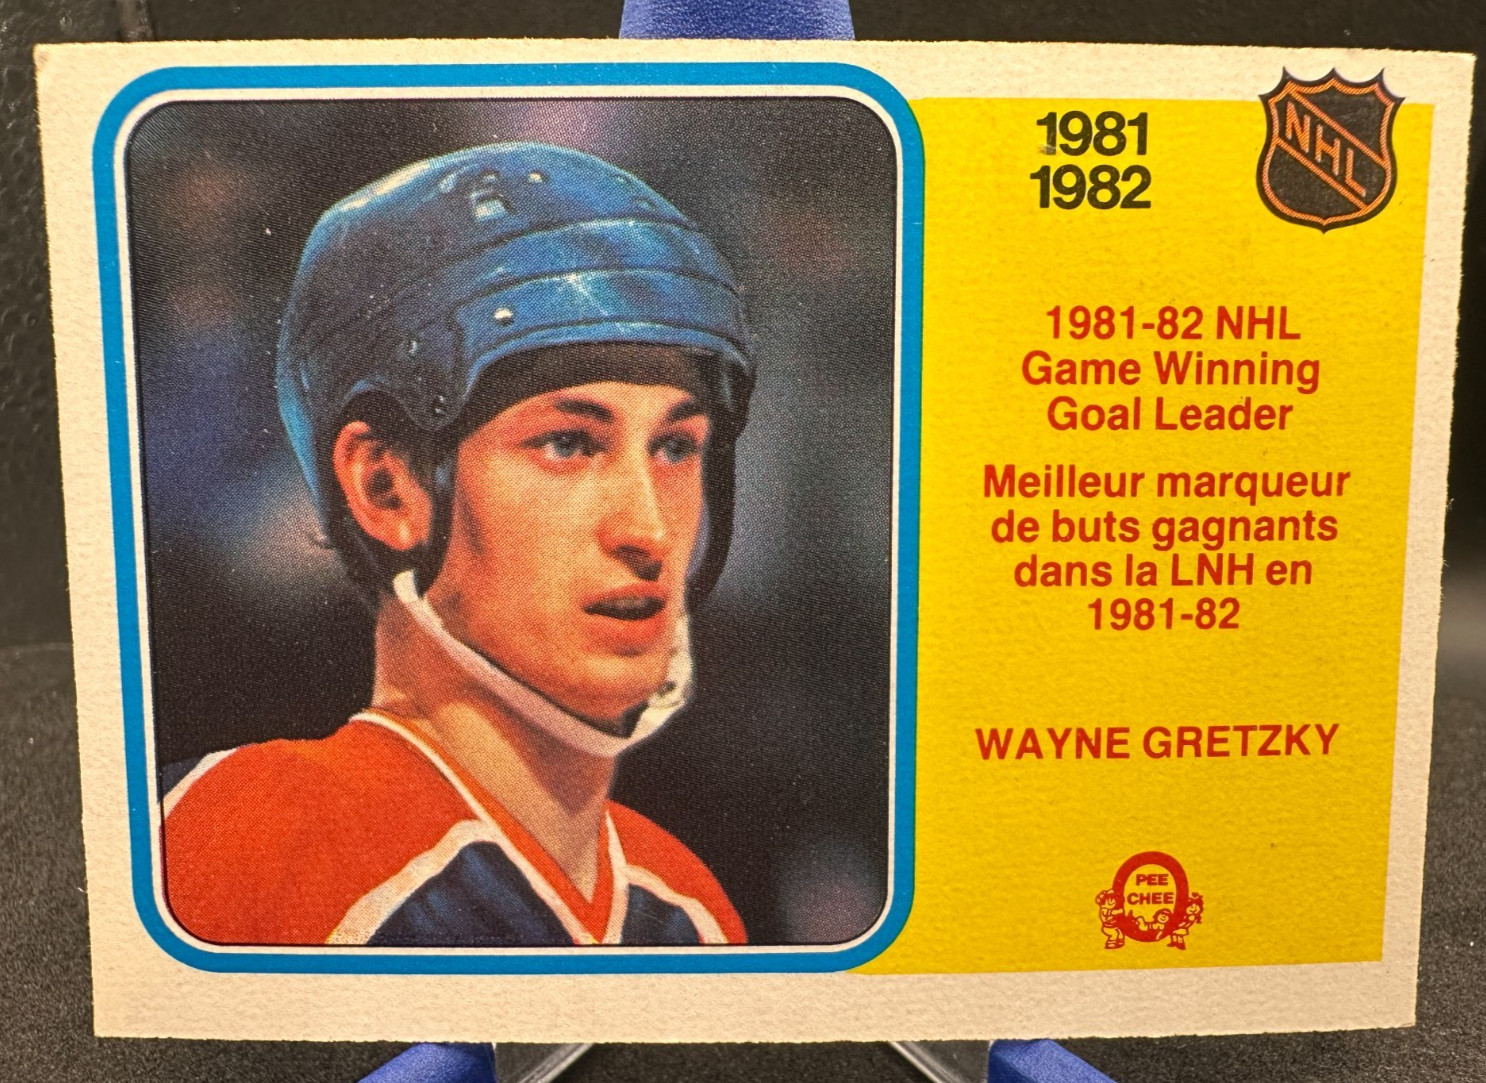 1981
1982
NHL
1981-82 NHL
Game Winning
Goal Leader
Meilleur marqueur
de buts gagnants
dans la LNH en
1981-82
WAYNE GRETZKY
PEE
CHEE